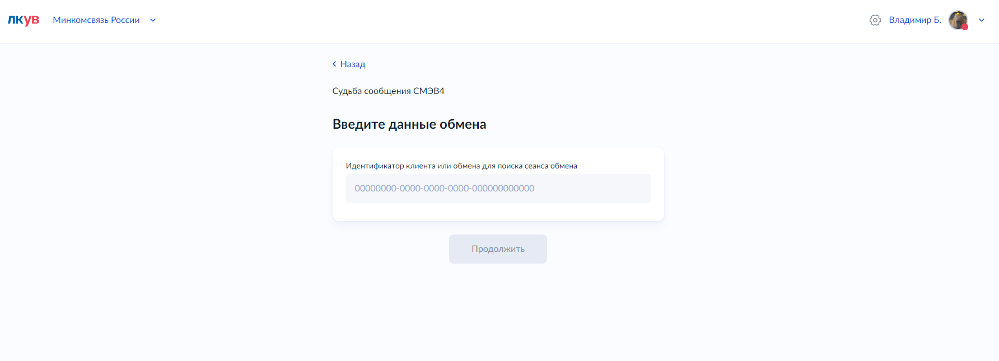 лкув
Минкомсвязь России
Владимир Б.
Назад
Судьба сообщения СМЭВ4
Введите данные обмена
Идентификатор клиента или обмена для поиска сеанса обмена
00000000-0000-0000-0000-000000000000
Продолжить